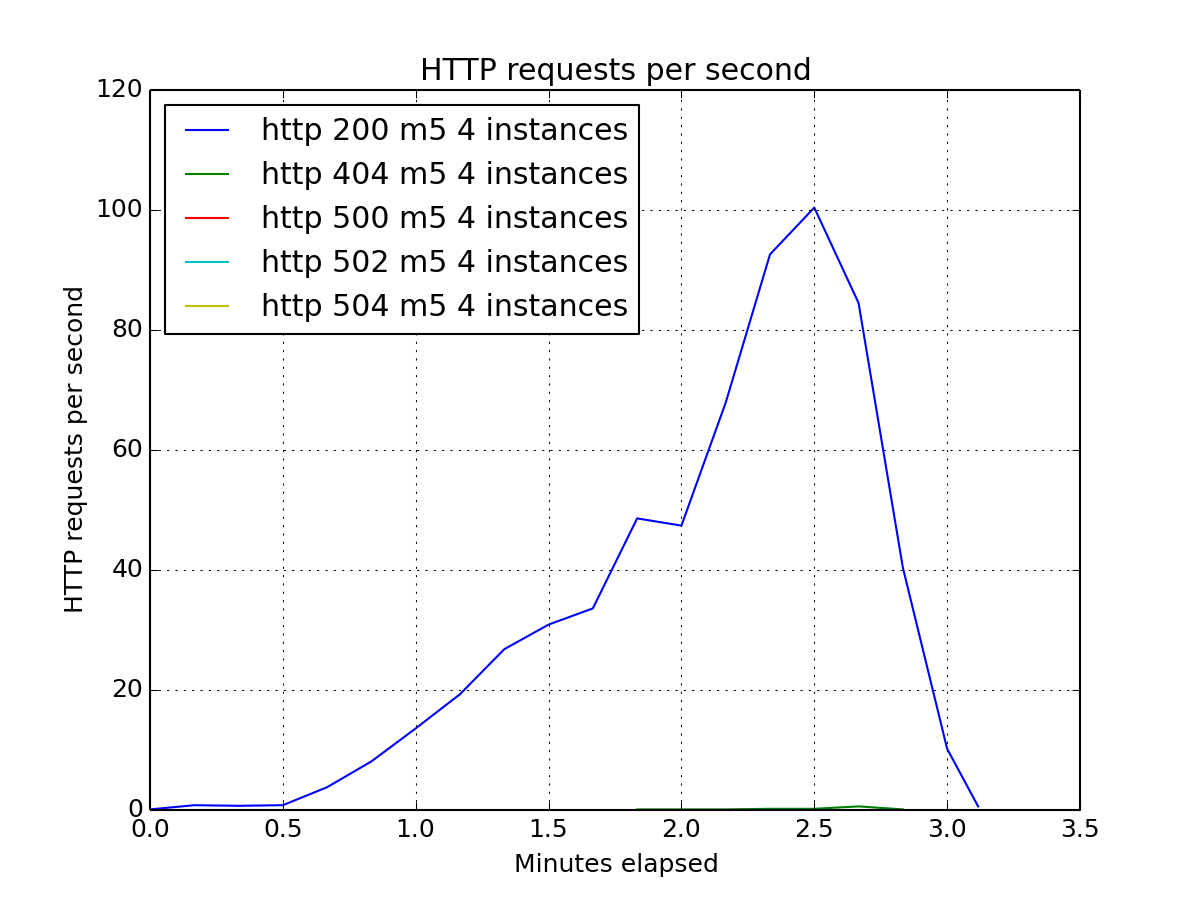 HTTP requests per second
120
100
80
60
40
20
0
HTTP requests per second
http 200 m5 4 instances
http 404 m5 4 instances
http 500 m5 4 instances
http 502 m5 4 instances
http 504 m5 4 instances
0.0 0.5 1.0 1.5 2.0 2.5 3.0 3.5
Minutes elapsed